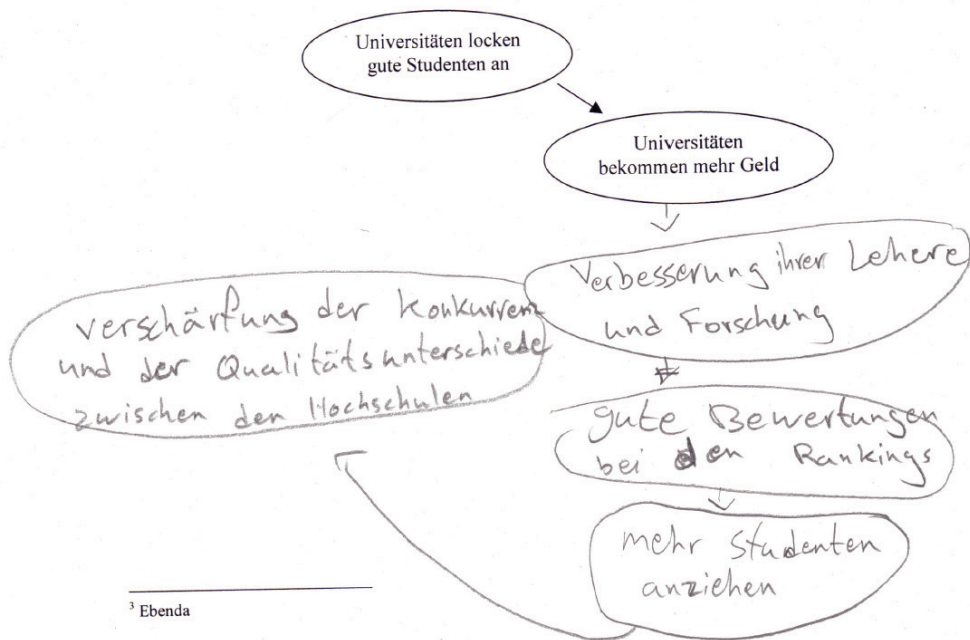 Universitäten locken
gute Studenten an
Universitäten
bekommen mehr Geld
Verbesserung ihrer Lehere
und Forschung
gute Bewertungen
bei den Rankings
mehr Studenten
anziehen
verschärfung der Konkurrenz
und der Qualitätsunterschiede
zwischen den Hochschulen
³ Ebenda